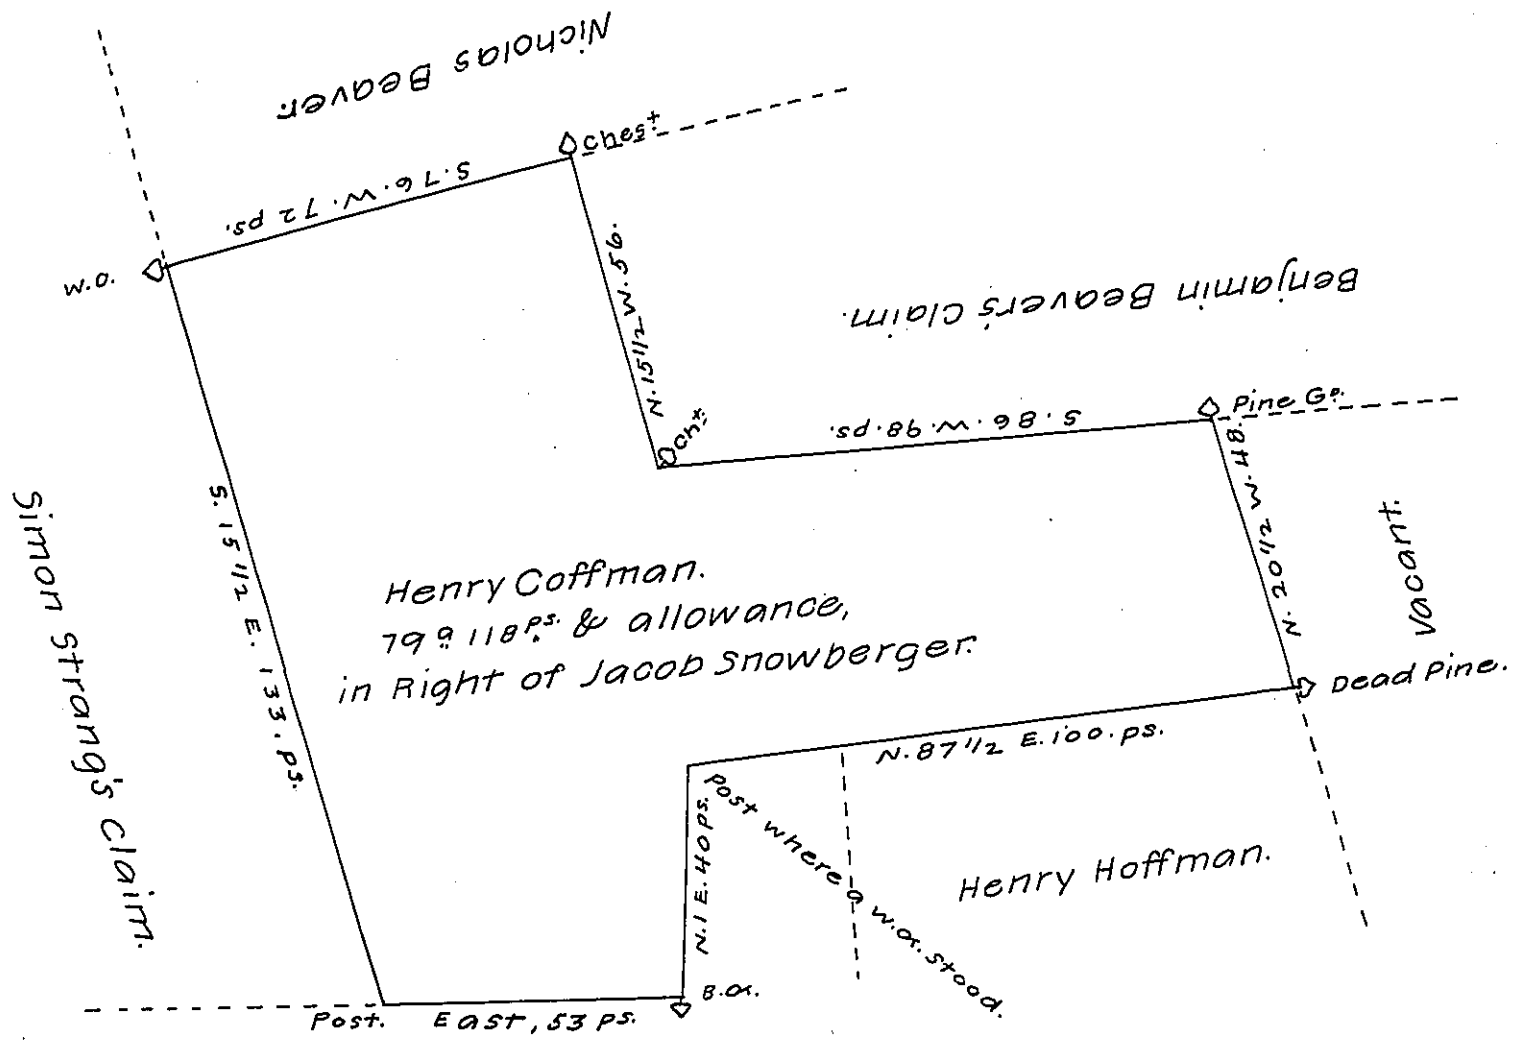 Nicholas Beaver.
Chest.
S. 76. W. 72 ps.
W.O.
N. 15 1/2 W. 56.
Benjamin Beaver's Claim.
Pine Gp.
S. 86. W. 98. ps.
Cht.
N. 20 1/2 W. 48.
Vacant.
Simon Strang's Claim.
S. 15 1/2 E. 133. ps.
Henry Coffman.
79 a 118 ps. & allowance,
in Right of Jacob Snowberger.
Dead Pine.
N. 87 1/2 E. 100. ps.
post where a w.o. stood.
N. 1 E. 40 ps.
Henry Hoffman.
B.O.
Post. East, 53 ps.